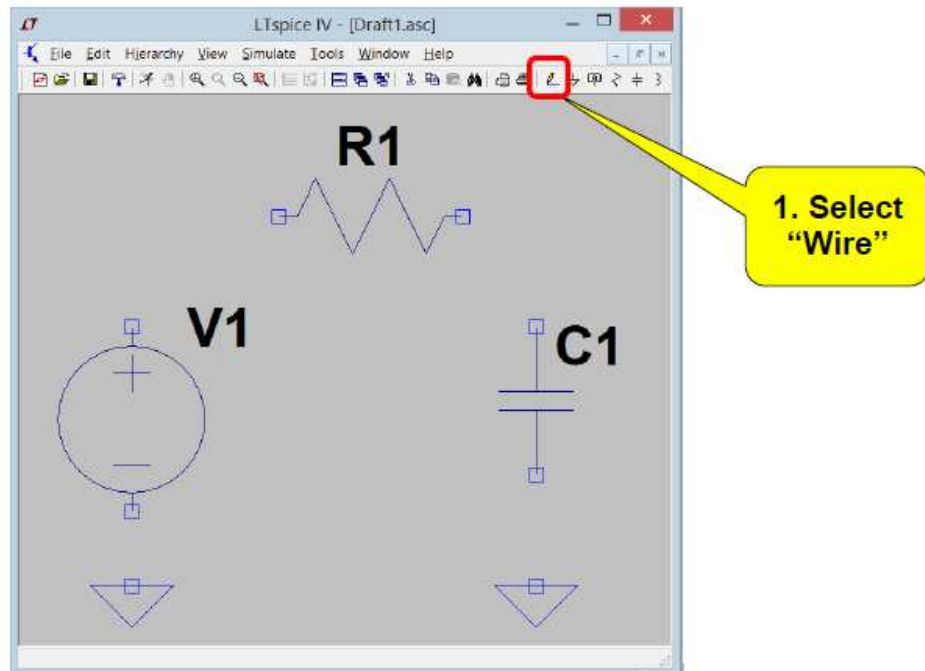 LTspice IV - [Draft1.asc]
File Edit Hierarchy View Simulate Tools Window Help
R1
1. Select
“Wire”
V1
C1